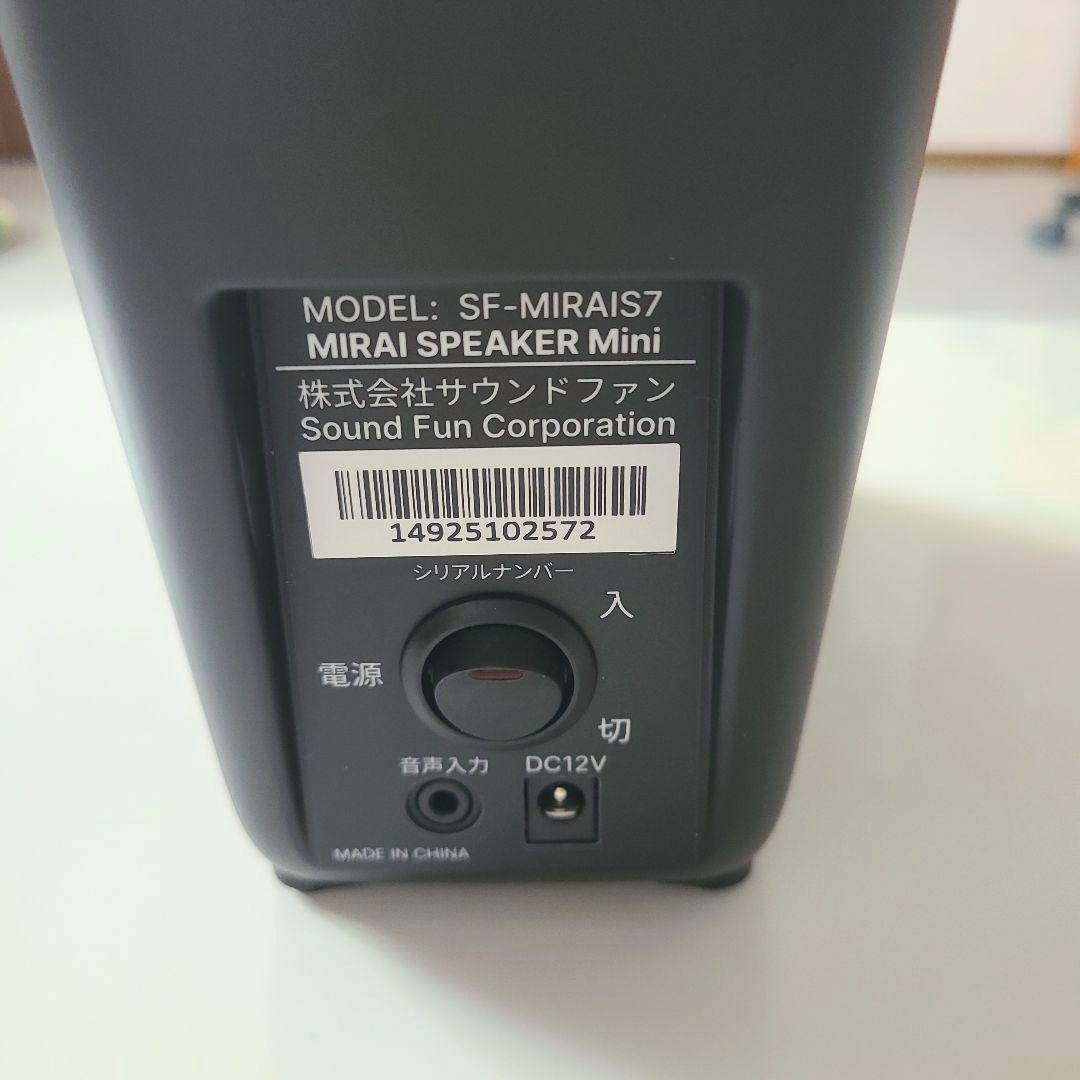 MODEL: SF-MIRAIS7
MIRAI SPEAKER Mini
株式会社サウンドファン
Sound Fun Corporation
14925102572
シリアルナンバー
入
電源
切
音声入力 DC12V
MADE IN CHINA